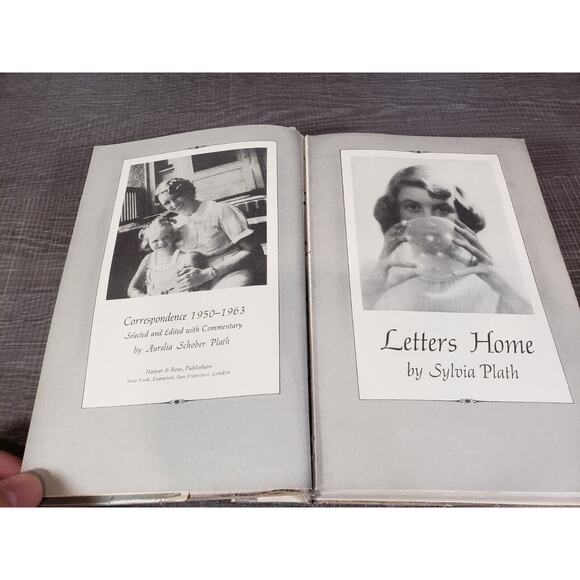 Correspondence 1950–1963
Selected and Edited with Commentary
by Aurelia Schober Plath
Harper & Row, Publishers
New York, Evanston, San Francisco, London
Letters Home
by Sylvia Plath